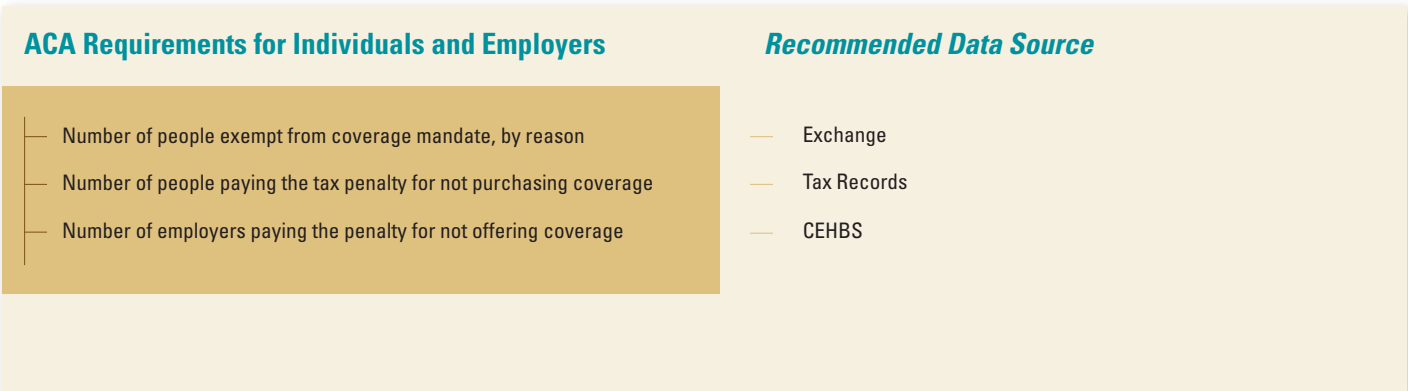 ACA Requirements for Individuals and Employers
Recommended Data Source
Number of people exempt from coverage mandate, by reason
Exchange
Number of people paying the tax penalty for not purchasing coverage
Tax Records
Number of employers paying the penalty for not offering coverage
CEHBS